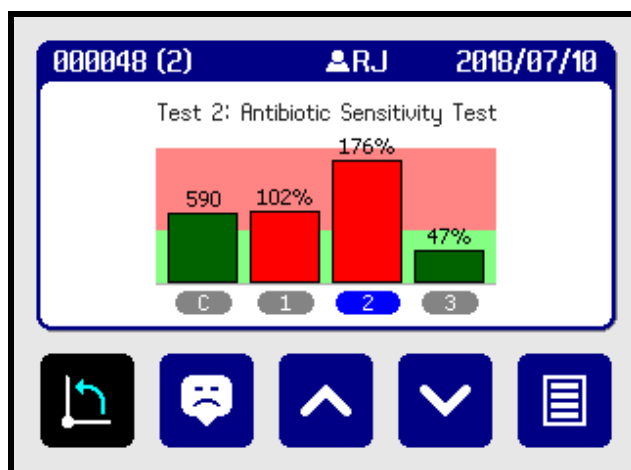 000048 (2) RJ 2018/07/10
Test 2: Antibiotic Sensitivity Test
176%
590 102%
47%
C 1 2 3